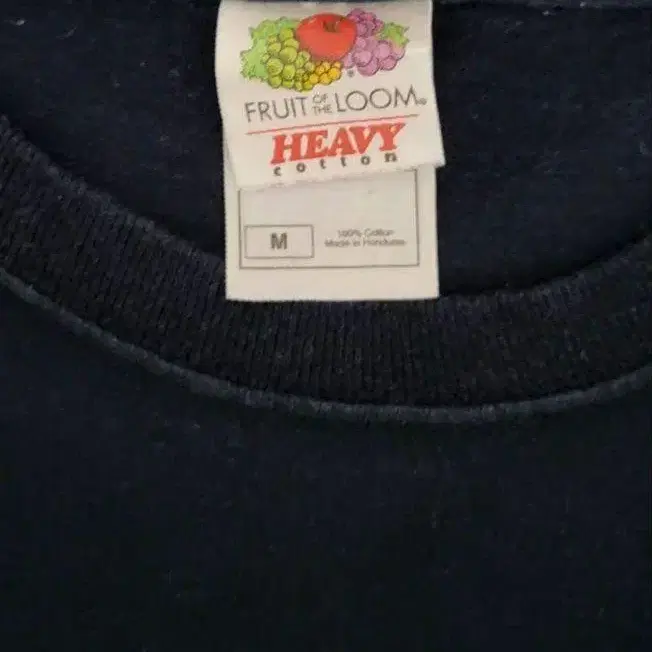 FRUIT OF THE LOOM®
HEAVY
cotton
M
100% Cotton
Made in Honduras